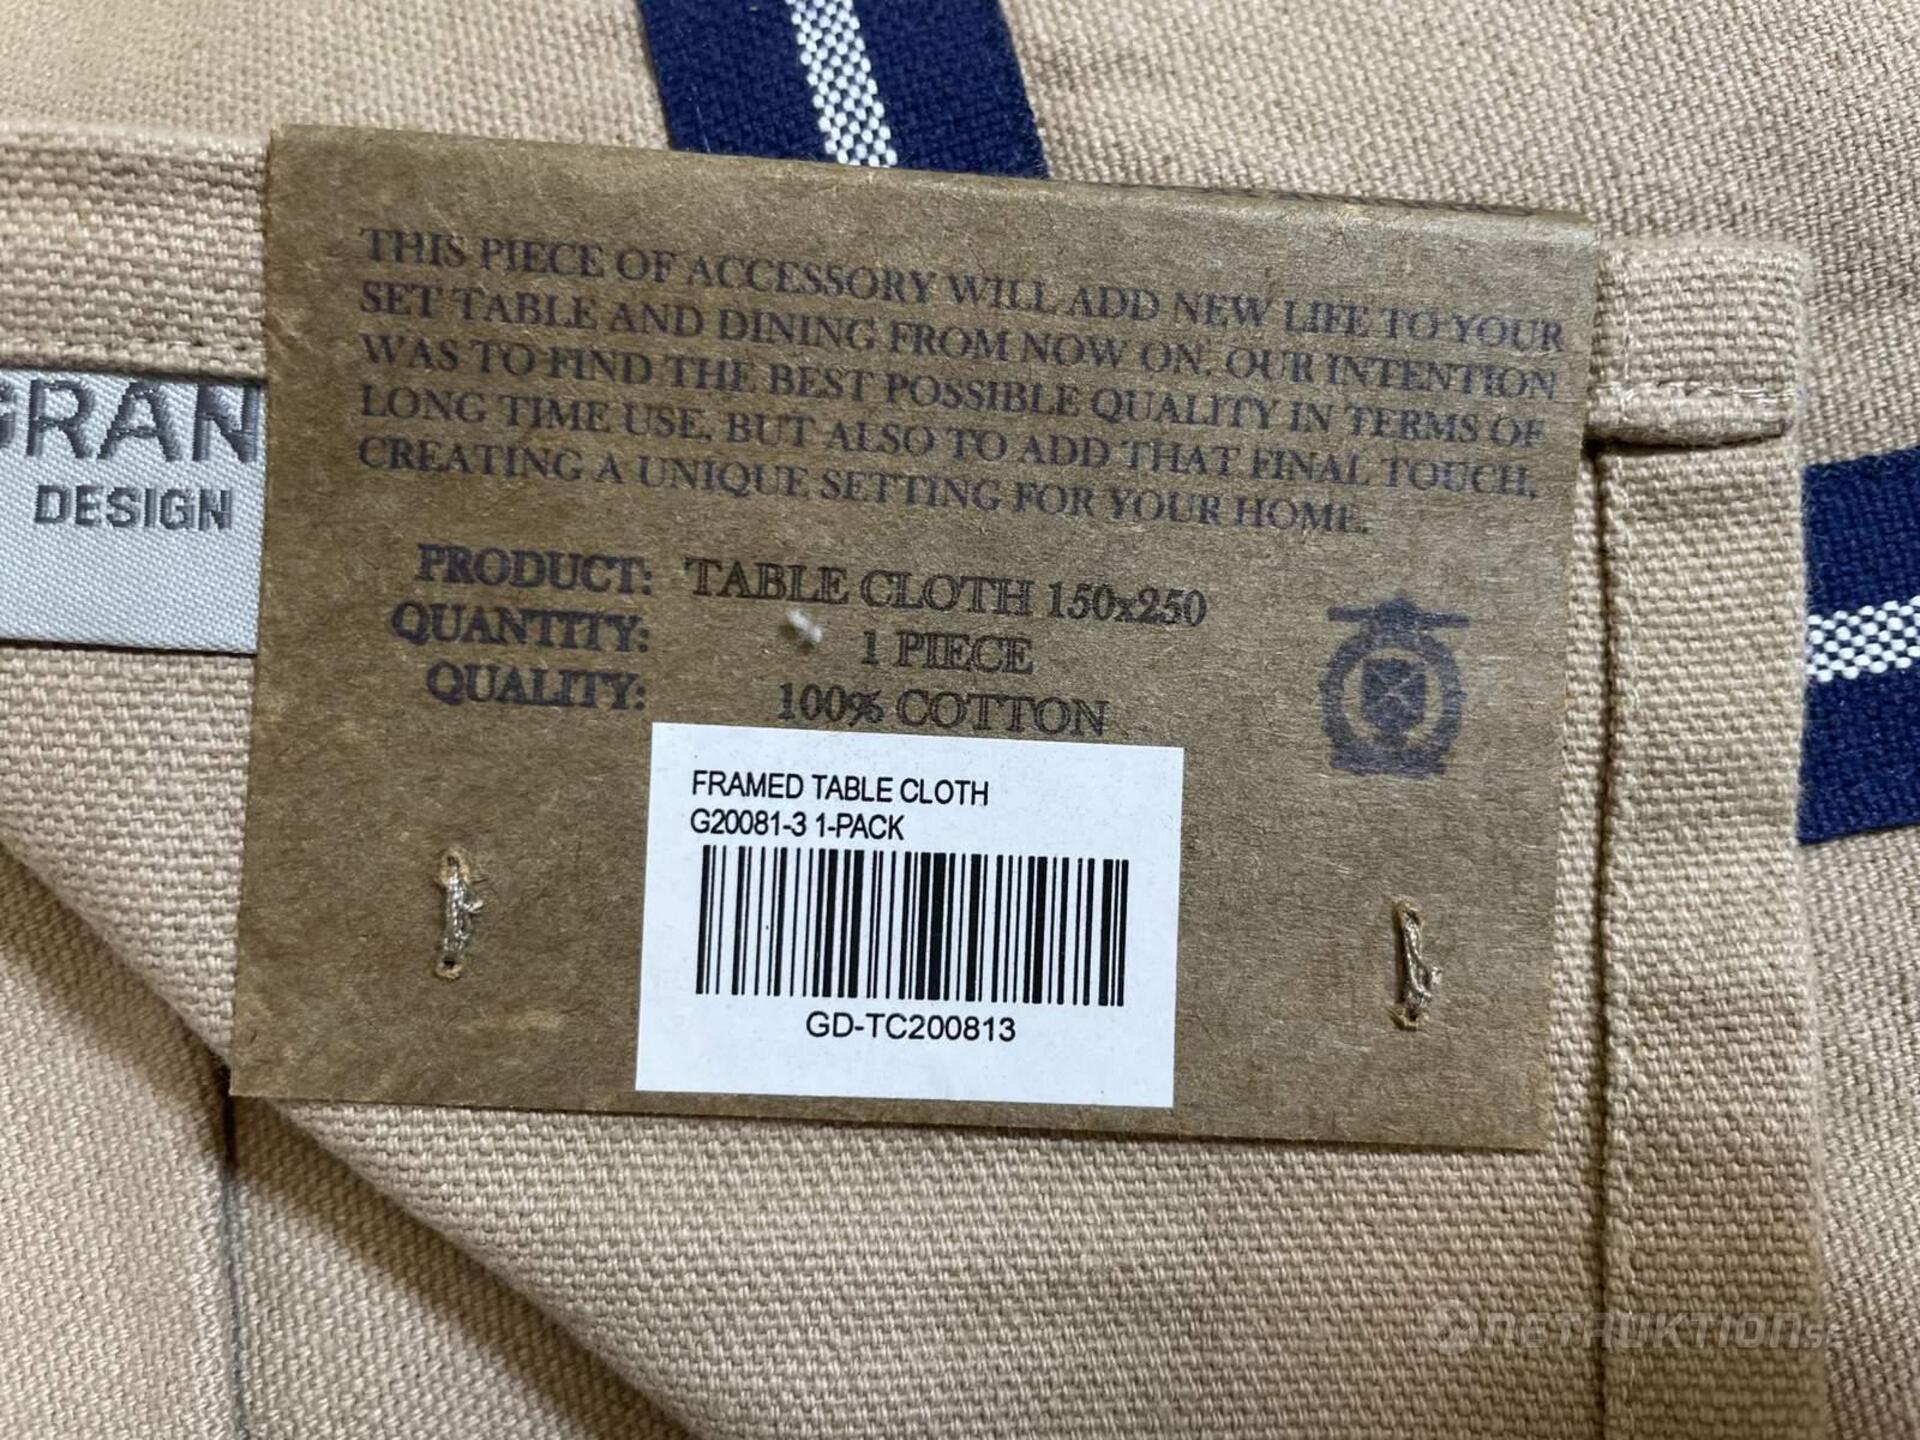 THIS PIECE OF ACCESSORY WILL ADD NEW LIFE TO YOUR
SET TABLE AND DINING FROM NOW ON. OUR INTENTION
WAS TO FIND THE BEST POSSIBLE QUALITY IN TERMS OF
LONG TIME USE, BUT ALSO TO ADD THAT FINAL TOUCH,
CREATING A UNIQUE SETTING FOR YOUR HOME.
GRAN
DESIGN
PRODUCT: TABLE CLOTH 150x250
QUANTITY: 1 PIECE
QUALITY: 100% COTTON
FRAMED TABLE CLOTH
G20081-3 1-PACK
GD-TC200813
NETAUKTION.SE